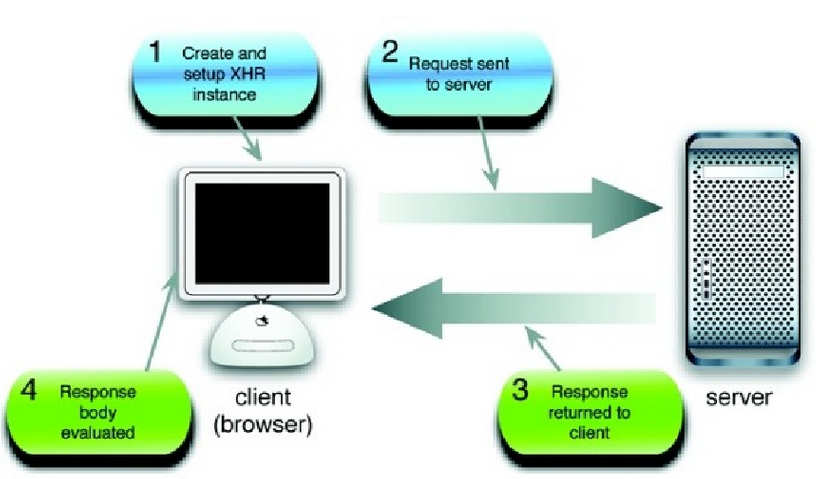 1 Create and
setup XHR
instance
2 Request sent
to server
4 Response
body
evaluated
client
(browser)
3 Response
returned to
client
server